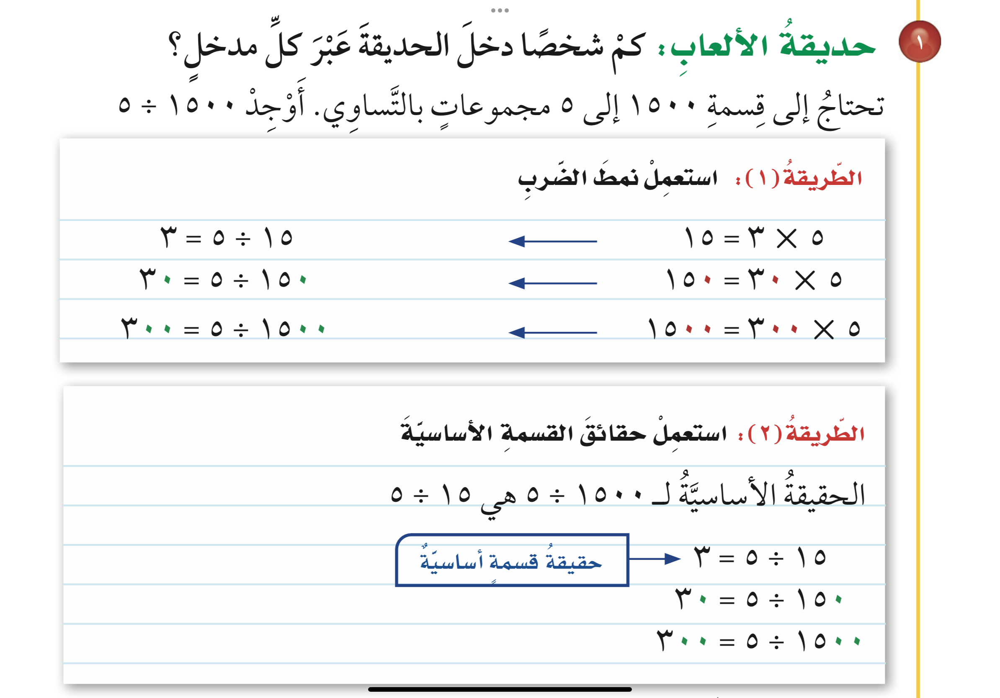 ١ حديقةُ الألعابِ: كمْ شخصًا دخلَ الحديقةَ عَبْرَ كلِّ مدخلٍ؟
تحتاجُ إلى قِسمةِ ١٥٠٠ إلى ٥ مجموعاتٍ بالتَّساوِي. أَوْجِدْ ١٥٠٠ ÷ ٥
الطّريقةُ (١): استعمِلْ نمطَ الضّربِ
٥ × ٣ = ١٥ ← ١٥ ÷ ٥ = ٣
٥ × ٣٠ = ١٥٠ ← ١٥٠ ÷ ٥ = ٣٠
٥ × ٣٠٠ = ١٥٠٠ ← ١٥٠٠ ÷ ٥ = ٣٠٠
الطّريقةُ (٢): استعمِلْ حقائقَ القسمةِ الأساسيّةَ
الحقيقةُ الأساسيَّةُ لـ ١٥٠٠ ÷ ٥ هي ١٥ ÷ ٥
١٥ ÷ ٥ = ٣ حقيقةُ قسمةٍ أساسيّةٌ
١٥٠ ÷ ٥ = ٣٠
١٥٠٠ ÷ ٥ = ٣٠٠